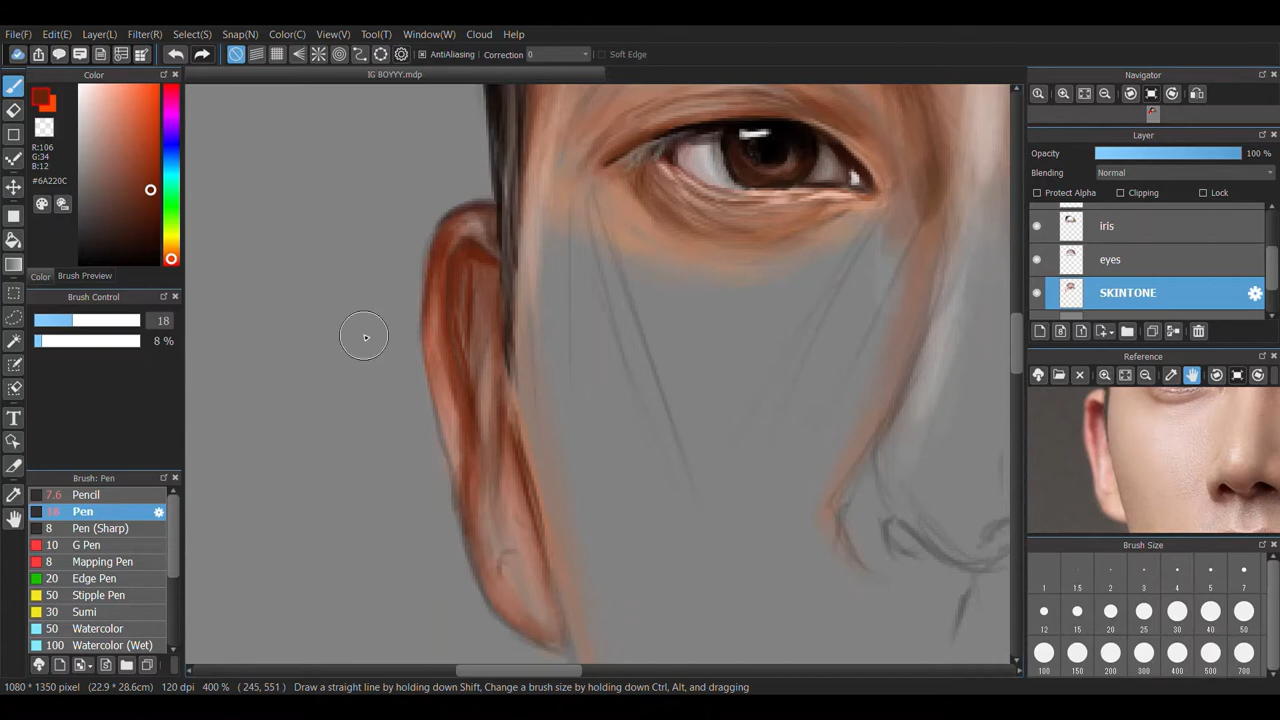 File(F) Edit(E) Layer(L) Filter(R) Select(S) Snap(N) Color(C) View(V) Tool(T) Window(W) Cloud Help
AntiAliasing Correction 0 Soft Edge
Color
IG BOYYY.mdp
Navigator
R:106
G:34
B:12
#6A220C
Layer
Opacity 100 %
Blending Normal
Protect Alpha Clipping Lock
iris
eyes
SKINTONE
Color Brush Preview
Brush Control
18
8 %
Reference
Brush: Pen
7.6 Pencil
18 Pen
8 Pen (Sharp)
10 G Pen
8 Mapping Pen
20 Edge Pen
50 Stipple Pen
30 Sumi
50 Watercolor
100 Watercolor (Wet)
Brush Size
1 1.5 2 3 4 5 7
12 15 20 25 30 40 50
100 150 200 300 400 500 700
1080 * 1350 pixel (22.9 * 28.6cm) 120 dpi 400 % ( 245, 551 ) Draw a straight line by holding down Shift, Change a brush size by holding down Ctrl, Alt, and dragging